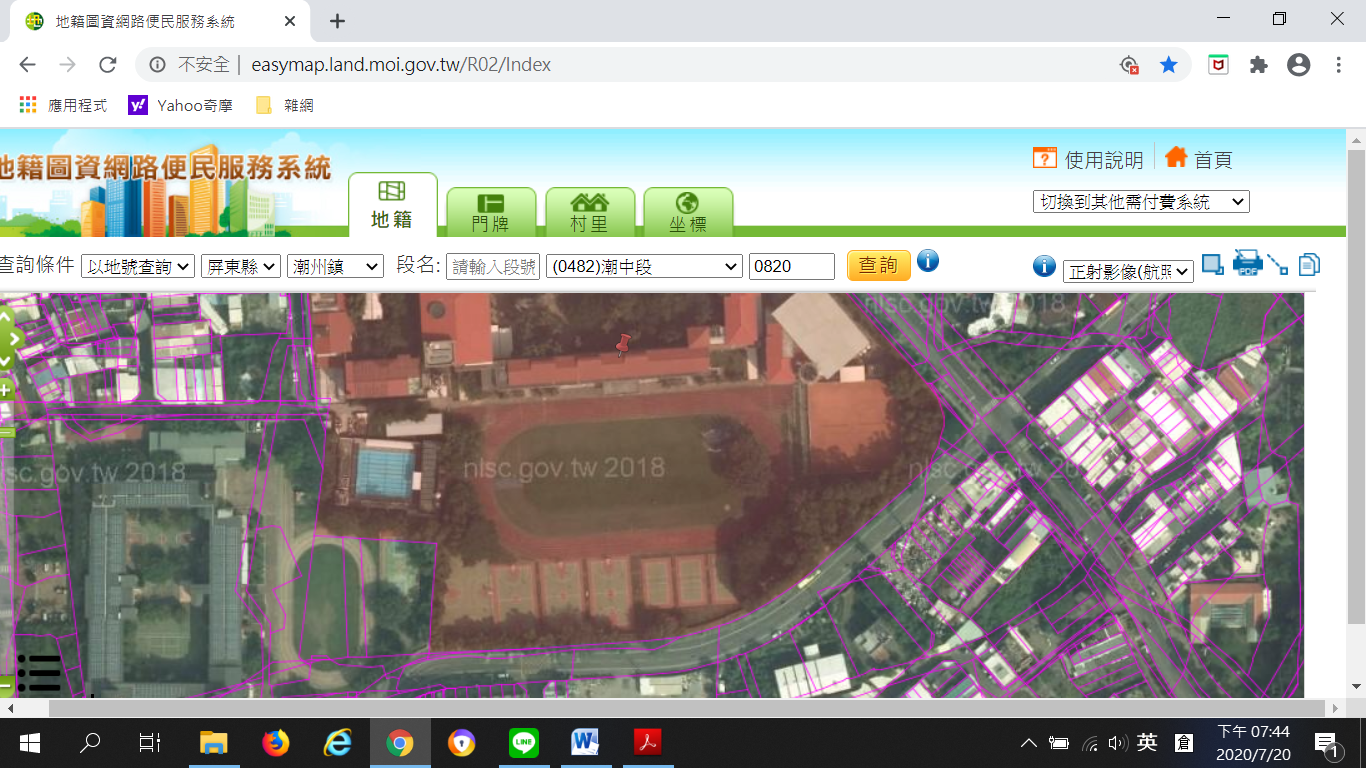 地籍圖資網路便民服務系統
不安全 | easymap.land.moi.gov.tw/R02/Index
應用程式 Yahoo奇摩 雜網
地籍圖資網路便民服務系統
地籍 門牌 村里 坐標
使用說明 首頁
切換到其他需付費系統
查詢條件 以地號查詢 屏東縣 潮州鎮 段名: 請輸入段號 (0482)潮中段 0820 查詢
正射影像(航照
PDF
nlsc.gov.tw 2018
nlsc.gov.tw 2018
nlsc.gov.tw 2018
nlsc.gov.tw 2018
LINE
英 倉 下午 07:44
2020/7/20
1